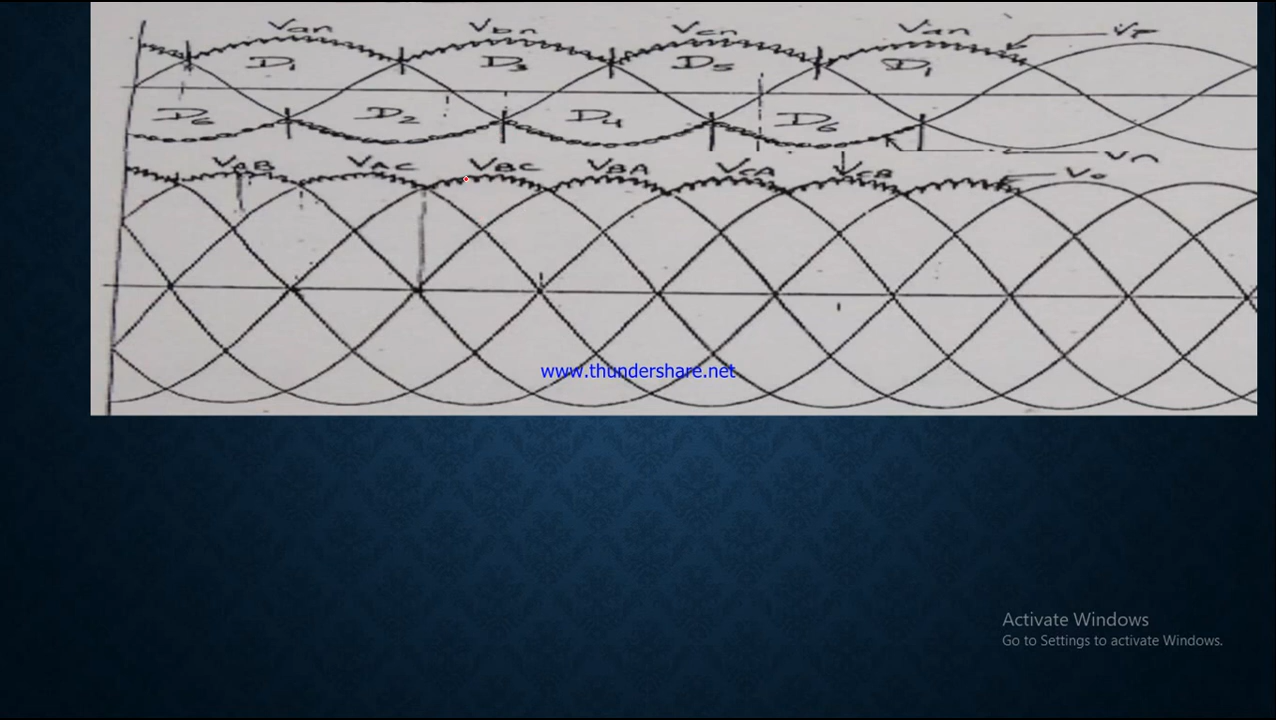 Van Vbn Vcn Van VP
D1 D3 D5 D1
D6 D2 D4 D6
Vn
VAB VAC VBC VBA VCA VCB Vo
www.thundershare.net
Activate Windows
Go to Settings to activate Windows.